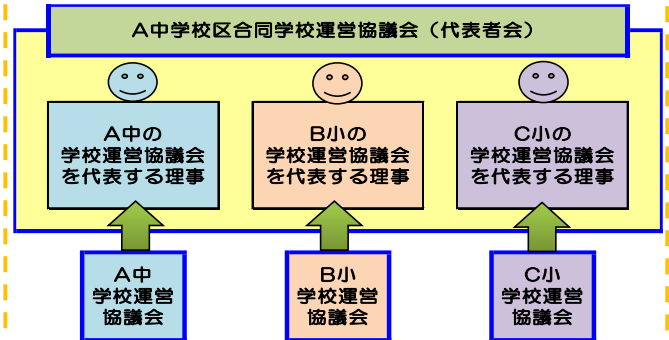 A中学校区合同学校運営協議会（代表者会）
A中の
学校運営協議会
を代表する理事
B小の
学校運営協議会
を代表する理事
C小の
学校運営協議会
を代表する理事
A中
学校運営
協議会
B小
学校運営
協議会
C小
学校運営
協議会